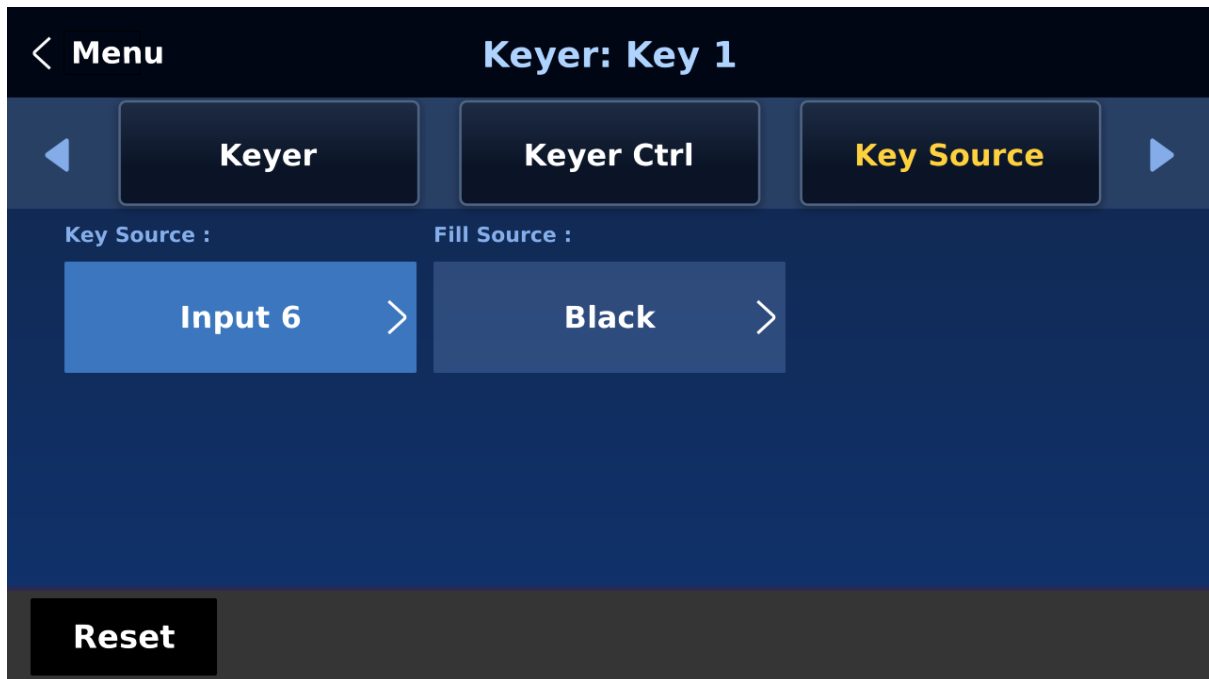 Menu
Keyer: Key 1
Keyer
Keyer Ctrl
Key Source
Key Source :
Fill Source :
Input 6
Black
Reset